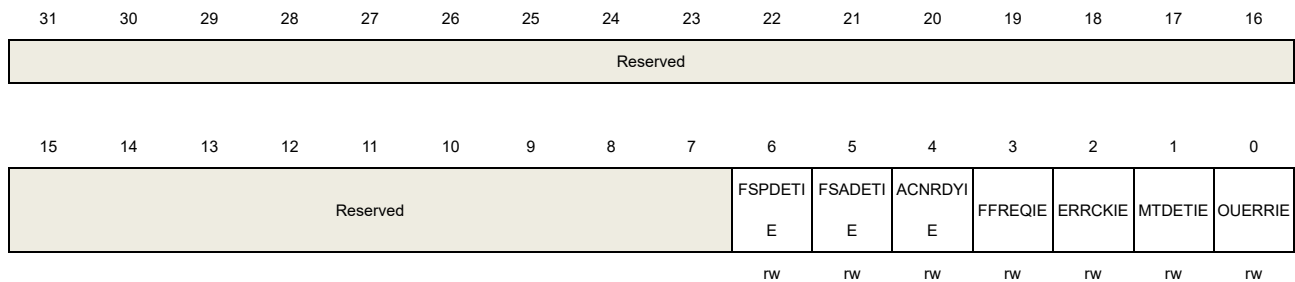 31 30 29 28 27 26 25 24 23 22 21 20 19 18 17 16
Reserved
15 14 13 12 11 10 9 8 7 6 5 4 3 2 1 0
Reserved FSPDETI FSADETI ACNRDYI FFREQIE ERRCKIE MTDETIE OUERRIE
E E E
rw rw rw rw rw rw rw